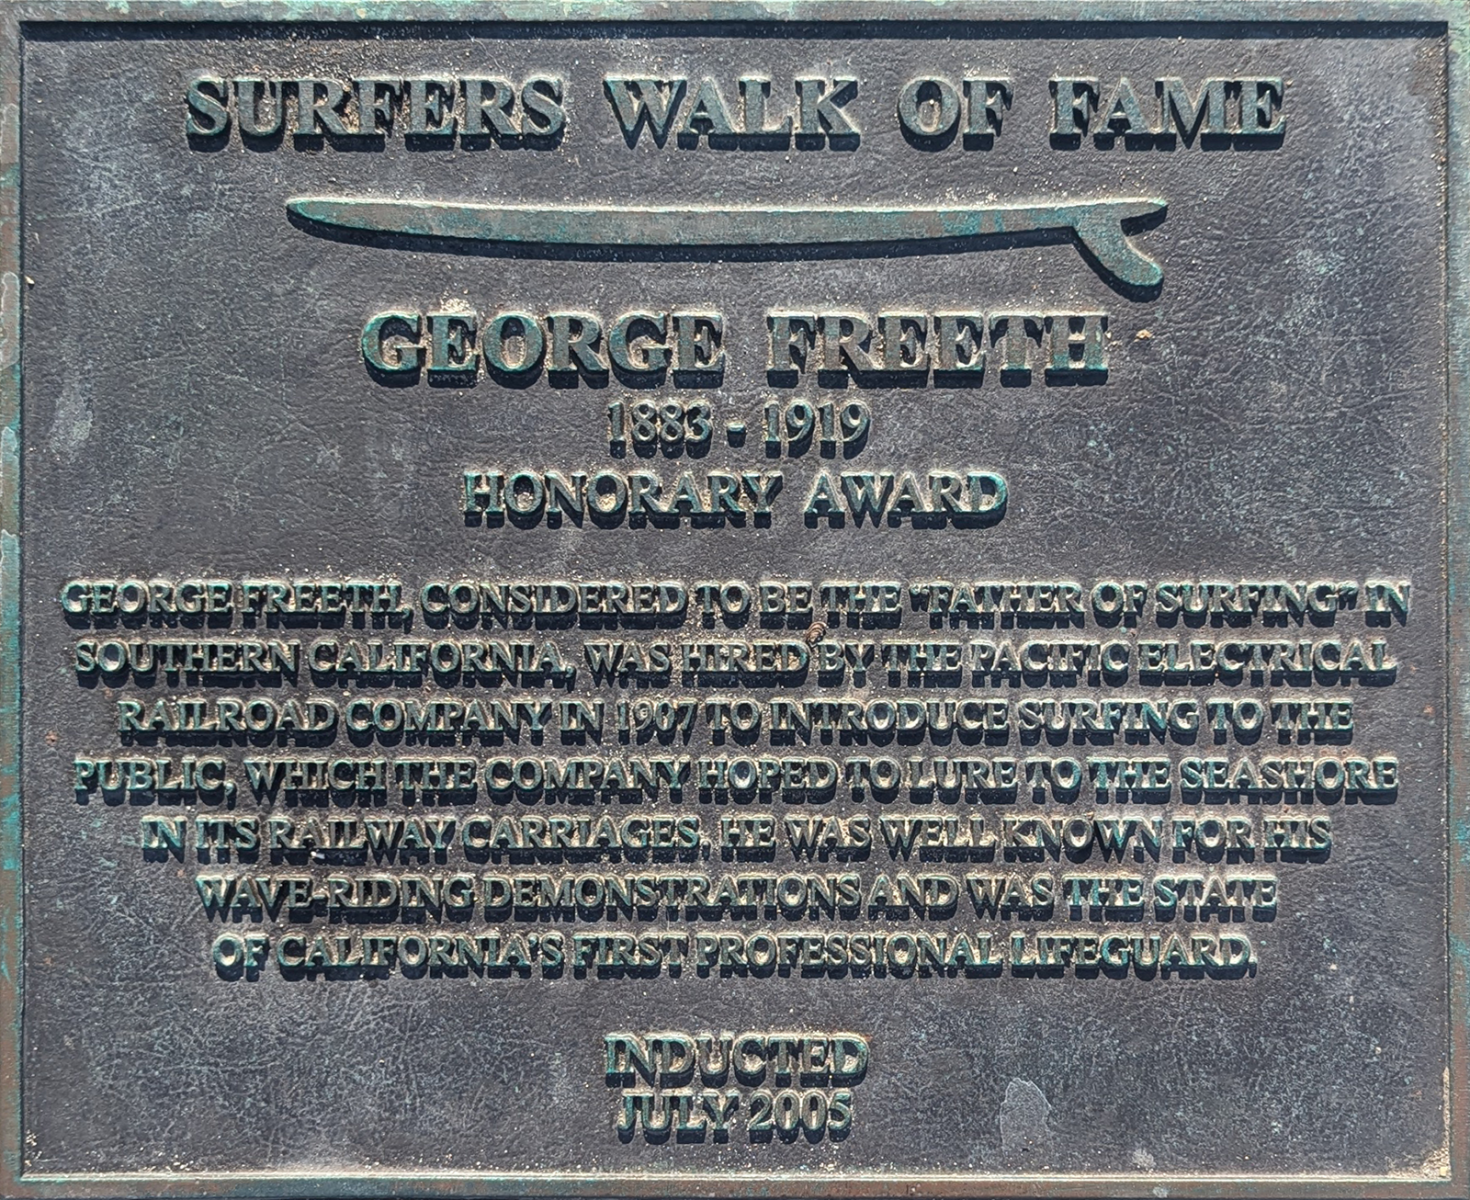 SURFERS WALK OF FAME
GEORGE FREETH
1883 - 1919
HONORARY AWARD
GEORGE FREETH, CONSIDERED TO BE THE "FATHER OF SURFING" IN
SOUTHERN CALIFORNIA, WAS HIRED BY THE PACIFIC ELECTRICAL
RAILROAD COMPANY IN 1907 TO INTRODUCE SURFING TO THE
PUBLIC, WHICH THE COMPANY HOPED TO LURE TO THE SEASHORE
IN ITS RAILWAY CARRIAGES. HE WAS WELL KNOWN FOR HIS
WAVE-RIDING DEMONSTRATIONS AND WAS THE STATE
OF CALIFORNIA'S FIRST PROFESSIONAL LIFEGUARD.
INDUCTED
JULY 2005